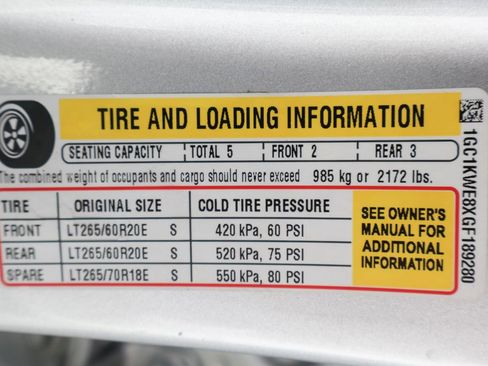 TIRE AND LOADING INFORMATION
SEATING CAPACITY TOTAL 5 FRONT 2 REAR 3
The combined weight of occupants and cargo should never exceed 985 kg or 2172 lbs.
TIRE ORIGINAL SIZE COLD TIRE PRESSURE
FRONT LT265/60R20E S 420 kPa, 60 PSI
REAR LT265/60R20E S 520 kPa, 75 PSI
SPARE LT265/70R18E S 550 kPa, 80 PSI
SEE OWNER'S
MANUAL FOR
ADDITIONAL
INFORMATION
1GC1KWE8XGF189280